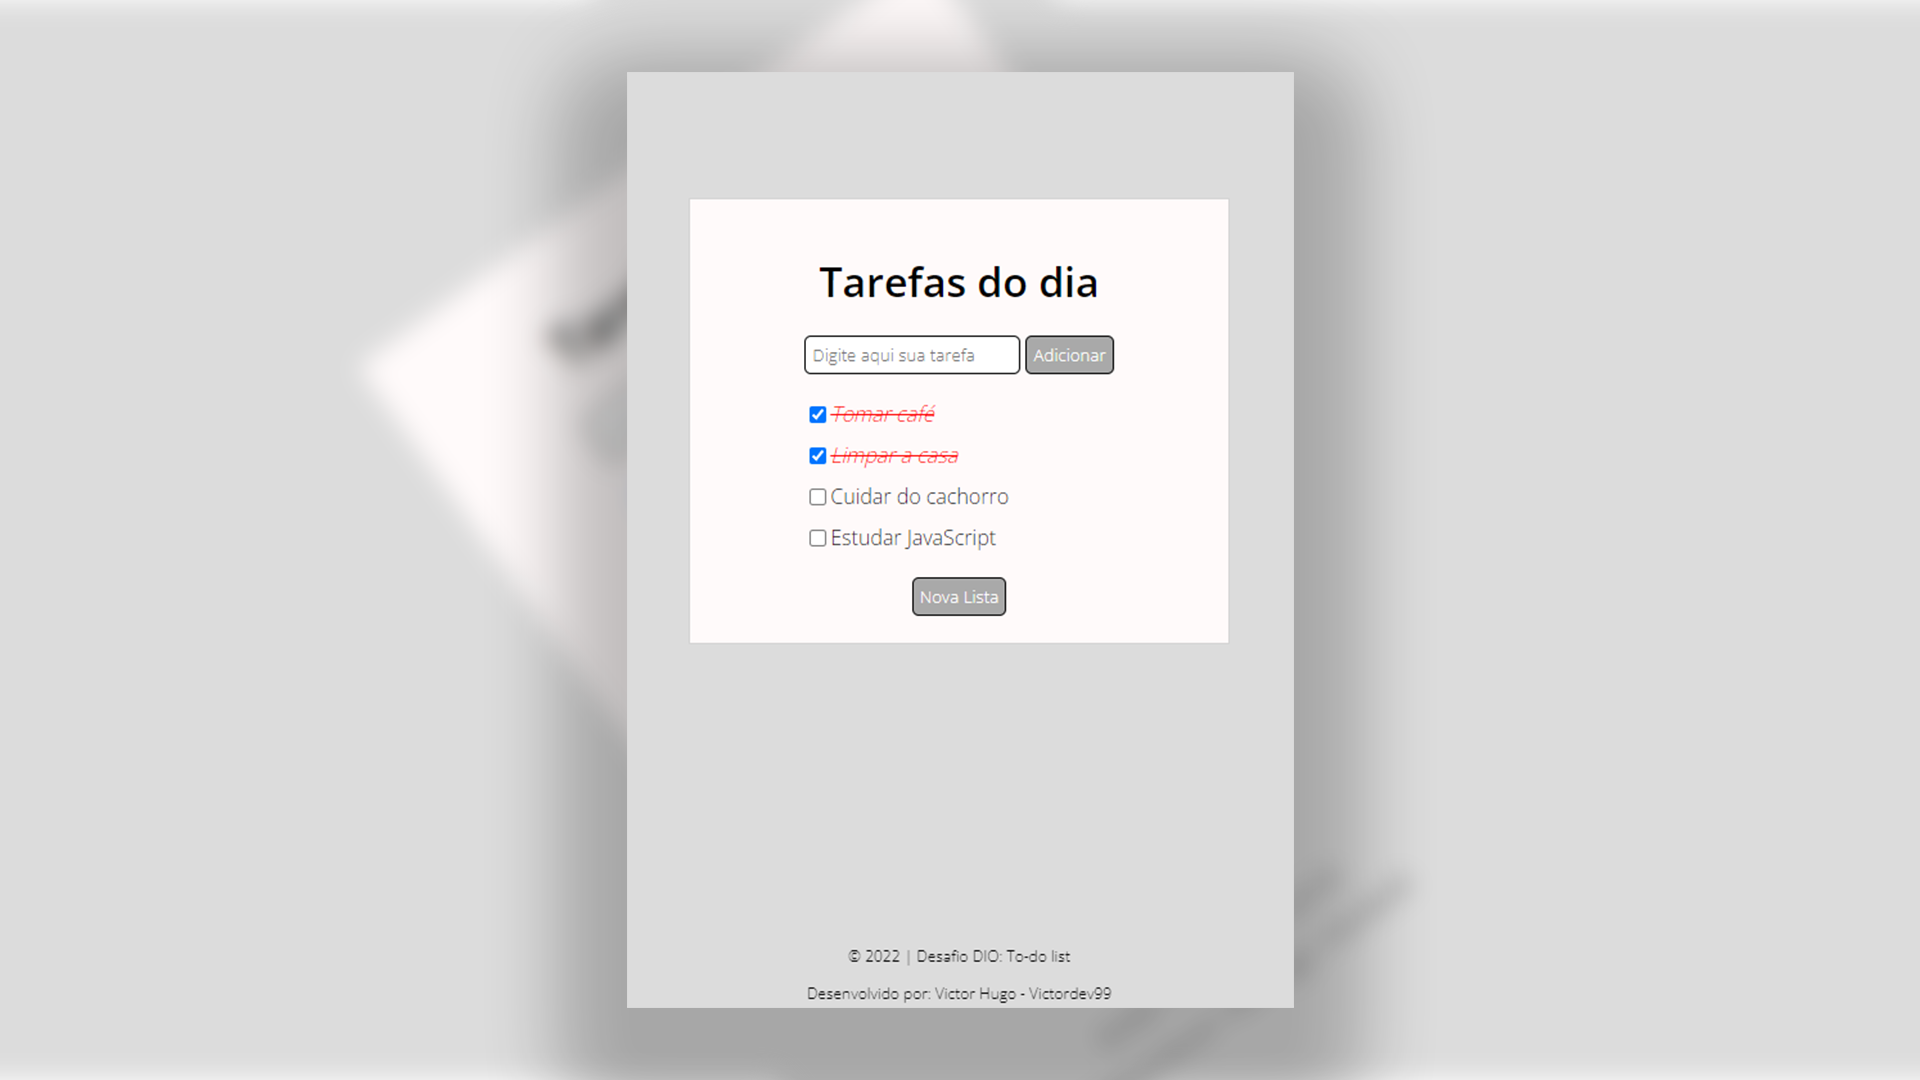 Tarefas do dia
Digite aqui sua tarefa Adicionar
Tomar café
Limpar a casa
Cuidar do cachorro
Estudar JavaScript
Nova Lista
© 2022 | Desafio DIO: To-do list
Desenvolvido por: Victor Hugo - Victordev99